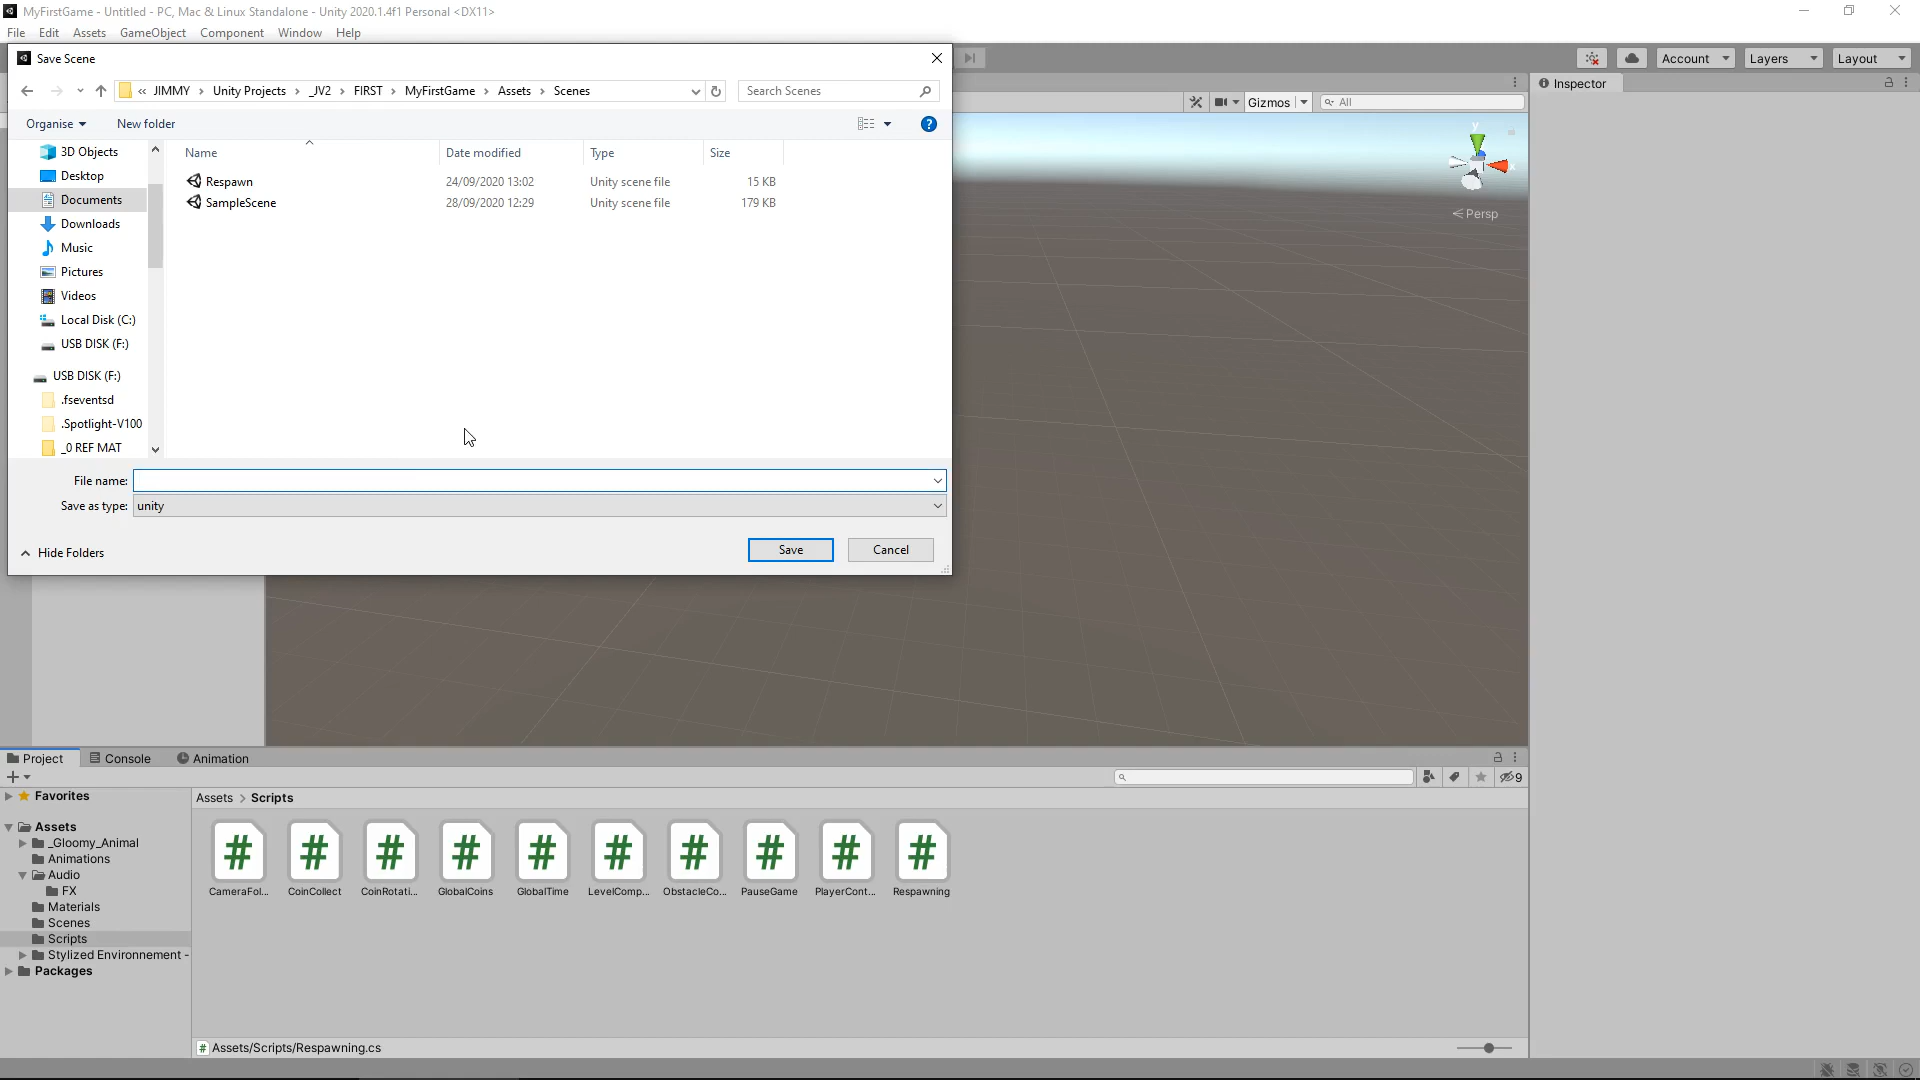 MyFirstGame - Untitled - PC, Mac & Linux Standalone - Unity 2020.1.4f1 Personal <DX11>
File Edit Assets GameObject Component Window Help
Save Scene
Account Layers Layout
« JIMMY › Unity Projects › _JV2 › FIRST › MyFirstGame › Assets › Scenes
Search Scenes
Inspector
Gizmos All
Organise New folder
Name Date modified Type Size
3D Objects
Desktop
Documents
Downloads
Music
Pictures
Videos
Local Disk (C:)
USB DISK (F:)
USB DISK (F:)
.fseventsd
.Spotlight-V100
_0 REF MAT
Respawn 24/09/2020 13:02 Unity scene file 15 KB
SampleScene 28/09/2020 12:29 Unity scene file 179 KB
y
x
< Persp
File name:
Save as type: unity
Hide Folders
Save Cancel
Project Console Animation
9
Favorites
Assets
_Gloomy_Animal
Animations
Audio
FX
Materials
Scenes
Scripts
Stylized Environnement -
Packages
Assets > Scripts
CameraFol... CoinCollect CoinRotati... GlobalCoins GlobalTime LevelComp... ObstacleCo... PauseGame PlayerCont... Respawning
Assets/Scripts/Respawning.cs